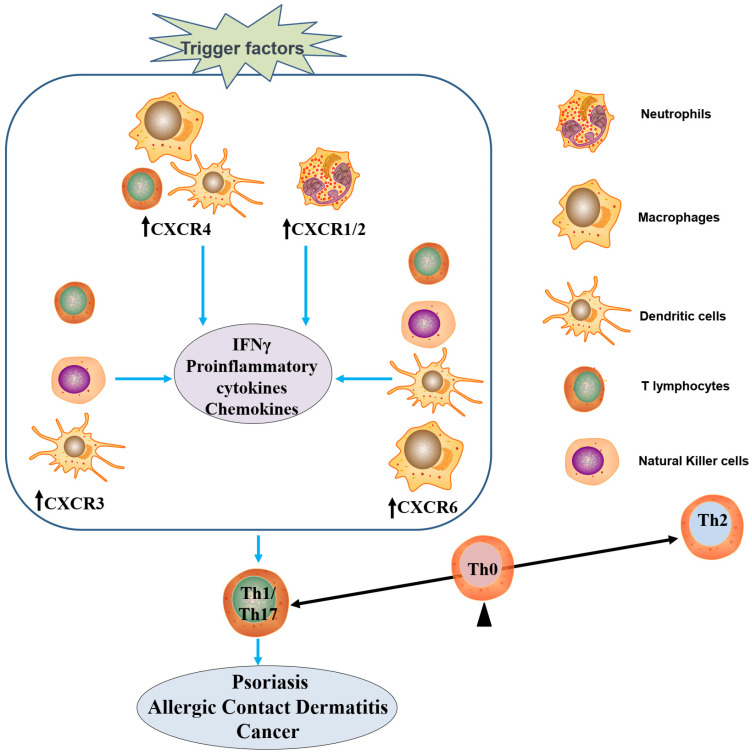 Trigger factors
↑CXCR4
↑CXCR1/2
IFNγ
Proinflammatory
cytokines
Chemokines
↑CXCR3
↑CXCR6
Neutrophils
Macrophages
Dendritic cells
T lymphocytes
Natural Killer cells
Th2
Th0
Th1/
Th17
Psoriasis
Allergic Contact Dermatitis
Cancer